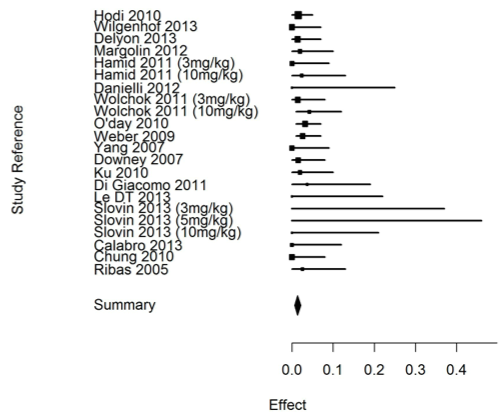 Hodi 2010
Wilgenhof 2013
Delyon 2013
Margolin 2012
Hamid 2011 (3mg/kg)
Hamid 2011 (10mg/kg)
Danielli 2012
Wolchok 2011 (3mg/kg)
Wolchok 2011 (10mg/kg)
O'day 2010
Weber 2009
Yang 2007
Downey 2007
Ku 2010
Di Giacomo 2011
Le DT 2013
Slovin 2013 (3mg/kg)
Slovin 2013 (5mg/kg)
Slovin 2013 (10mg/kg)
Calabro 2013
Chung 2010
Ribas 2005
Summary
Study Reference
0.0 0.1 0.2 0.3 0.4
Effect